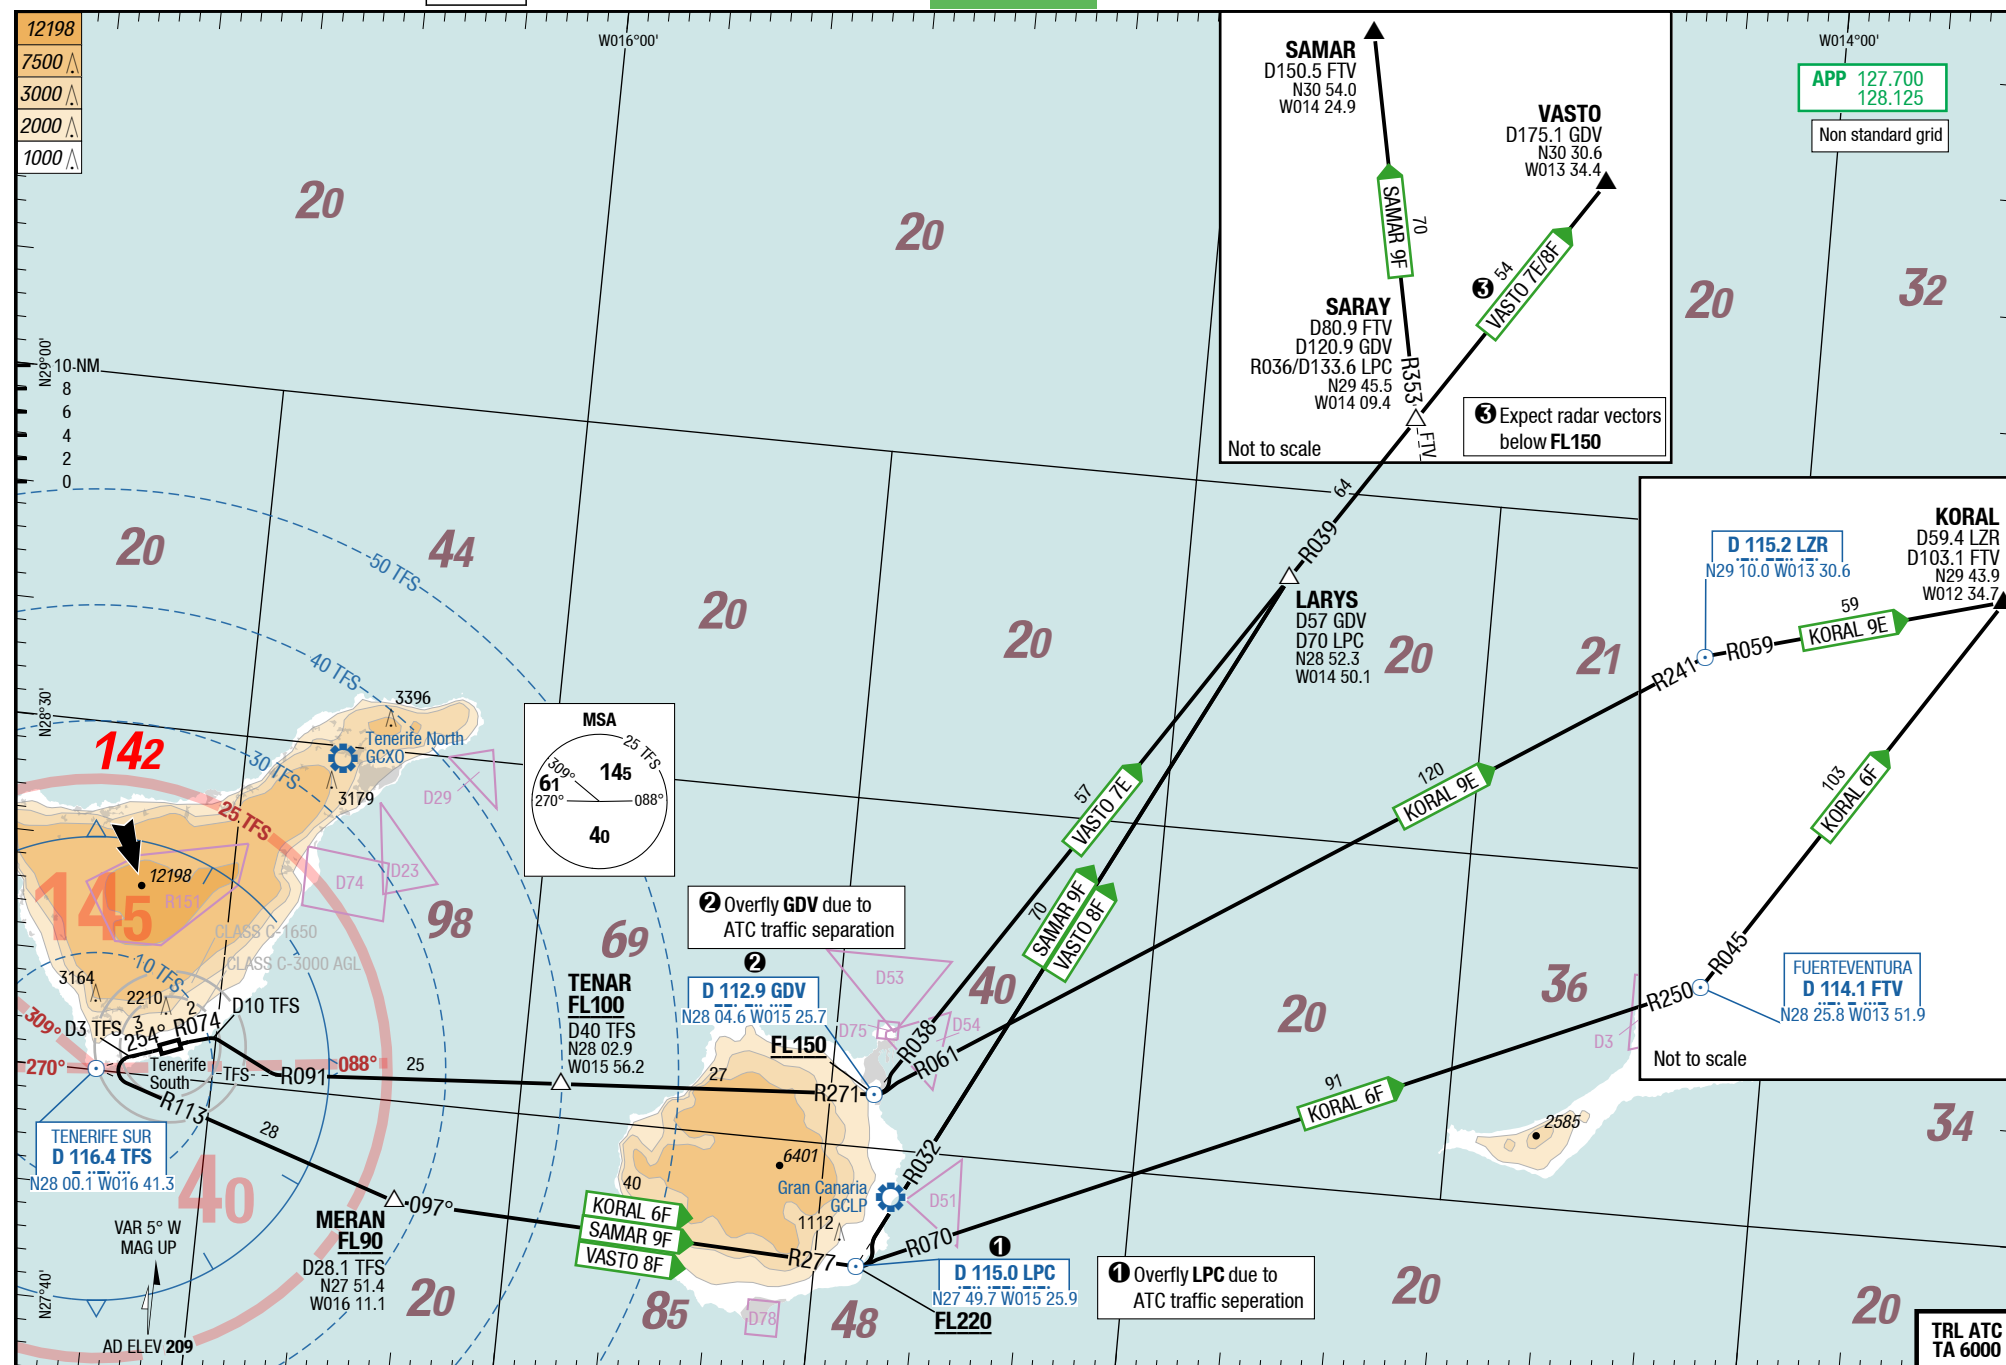 12198
7500
3000
2000
1000
W016°00'
W014°00'
APP 127.700
128.125
Non standard grid
SAMAR
D150.5 FTV
N30 54.0
W014 24.9
VASTO
D175.1 GDV
N30 30.6
W013 34.4
SAMAR 9F
70
54
❸
VASTO 7E/8F
SARAY
D80.9 FTV
D120.9 GDV
R036/D133.6 LPC
N29 45.5
W014 09.4
R353
FTV
❸ Expect radar vectors
below FL150
Not to scale
20
20
20
32
N29°00'
10 NM
8
6
4
2
0
64
R039
LARYS
D57 GDV
D70 LPC
N28 52.3
W014 50.1
20
44
20
20
20
21
50 TFS
40 TFS
30 TFS
25 TFS
10 TFS
KORAL
D59.4 LZR
D103.1 FTV
N29 43.9
W012 34.7
D 115.2 LZR
N29 10.0 W013 30.6
59
KORAL 9E
R059
R241
103
KORAL 6F
R045
R250
FUERTEVENTURA
D 114.1 FTV
N28 25.8 W013 51.9
D3
Not to scale
N28°30'
142
3396
Tenerife North
GCXO
3179
D29
MSA
25 TFS
309°
61
145
270°
088°
40
57
VASTO 7E
120
KORAL 9E
12198
R151
145
D74
D23
98
69
CLASS C-1650
CLASS C-3000 AGL
❷ Overfly GDV due to
ATC traffic separation
❷
D 112.9 GDV
N28 04.6 W015 25.7
70
SAMAR 9F
VASTO 8F
D53
D75
D54
40
20
36
3164
2210
2
3
D3 TFS
D10 TFS
254°
R074
309°
270°
088°
Tenerife
South
TFS
R091
25
TENAR
FL100
D40 TFS
N28 02.9
W015 56.2
27
FL150
R271
R038
R061
R113
28
TENERIFE SUR
D 116.4 TFS
N28 00.1 W016 41.3
40
91
KORAL 6F
2585
34
6401
Gran Canaria
GCLP
1112
R032
D51
MERAN
FL90
D28.1 TFS
N27 51.4
W016 11.1
097°
40
KORAL 6F
SAMAR 9F
VASTO 8F
R277
R070
❶
D 115.0 LPC
N27 49.7 W015 25.9
FL220
❶ Overfly LPC due to
ATC traffic seperation
VAR 5° W
MAG UP
N27°40'
AD ELEV 209
20
85
D78
48
20
20
TRL ATC
TA 6000